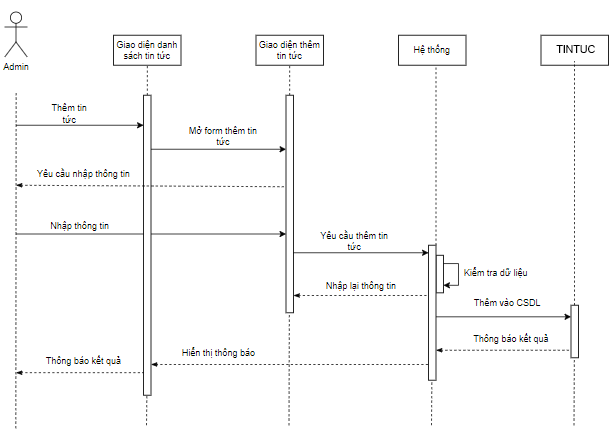 Giao diện danh
sách tin tức
Giao diện thêm
tin tức
Hệ thống
TINTUC
Admin
Thêm tin
tức
Mở form thêm tin
tức
Yêu cầu nhập thông tin
Nhập thông tin
Yêu cầu thêm tin
tức
Kiểm tra dữ liệu
Nhập lại thông tin
Thêm vào CSDL
Thông báo kết quả
Hiển thị thông báo
Thông báo kết quả